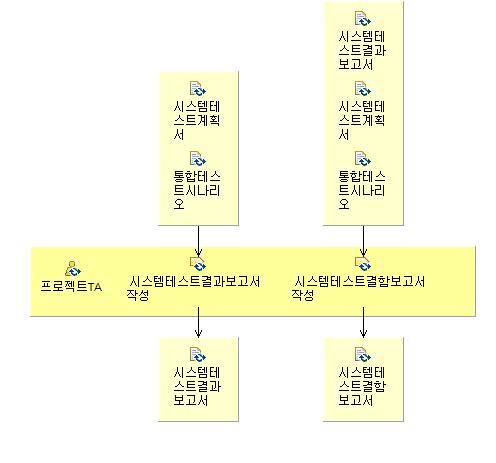 시스템테
스트결과
보고서
시스템테
스트계획
서
시스템테
스트계획
서
통합테스
트시나리
오
통합테스
트시나리
오
프로젝트TA
시스템테스트결과보고서
작성
시스템테스트결함보고서
작성
시스템테
스트결과
보고서
시스템테
스트결함
보고서